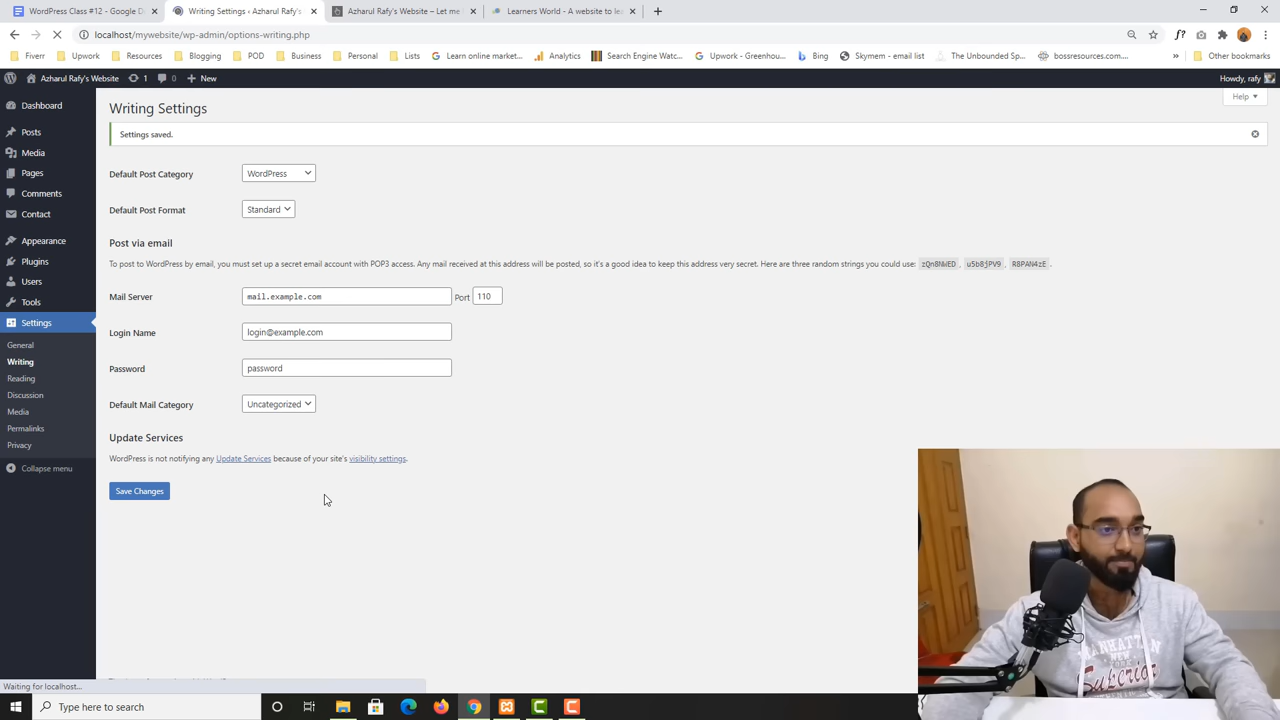 WordPress Class #12 - Google D
Writing Settings ‹ Azharul Rafy's
Azharul Rafy's Website – Let me
Learners World - A website to le
localhost/mywebsite/wp-admin/options-writing.php
Fiverr
Upwork
Resources
Blogging
POD
Business
Personal
Lists
Learn online market...
Analytics
Search Engine Watc...
Upwork - Greenhou...
Bing
Skymem - email list
The Unbounded Sp...
bossresources.com...
»
Other bookmarks
Azharul Rafy's Website
1
0
+ New
Howdy, rafy
Dashboard
Posts
Media
Pages
Comments
Contact
Appearance
Plugins
Users
Tools
Settings
General
Writing
Reading
Discussion
Media
Permalinks
Privacy
Collapse menu
Help
Writing Settings
Settings saved.
Default Post Category WordPress
Default Post Format Standard
Post via email
To post to WordPress by email, you must set up a secret email account with POP3 access. Any mail received at this address will be posted, so it's a good idea to keep this address very secret. Here are three random strings you could use: zQn8NWED, u5b8jPV9, R8PAN4zE.
Mail Server mail.example.com Port 110
Login Name login@example.com
Password password
Default Mail Category Uncategorized
Update Services
WordPress is not notifying any Update Services because of your site's visibility settings.
Save Changes
MANHATTAN
NEW
Superior
AUTHENTIC
Waiting for localhost...
Type here to search